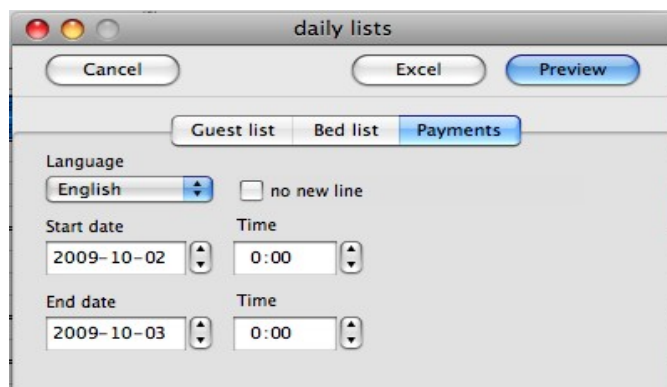 daily lists
Cancel Excel Preview
Guest list Bed list Payments
Language
English no new line
Start date Time
2009-10-02 0:00
End date Time
2009-10-03 0:00